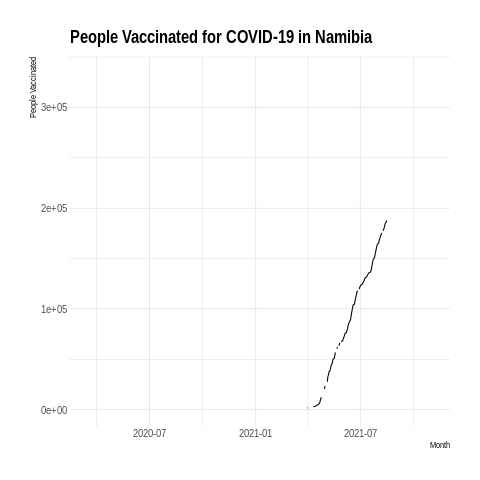 People Vaccinated for COVID-19 in Namibia
People Vaccinated
3e+05
2e+05
1e+05
0e+00
2020-07 2021-01 2021-07
Month